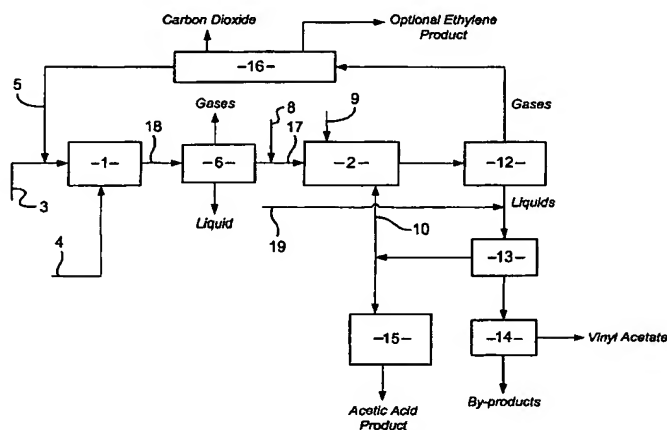 Carbon Dioxide
Optional Ethylene
Product
-16-
5
Gases
8
9
Gases
18
17
-1-
-6-
-2-
-12-
3
Liquid
Liquids
19
10
4
-13-
-15-
-14-
Vinyl Acetate
Acetic Acid
Product
By-products